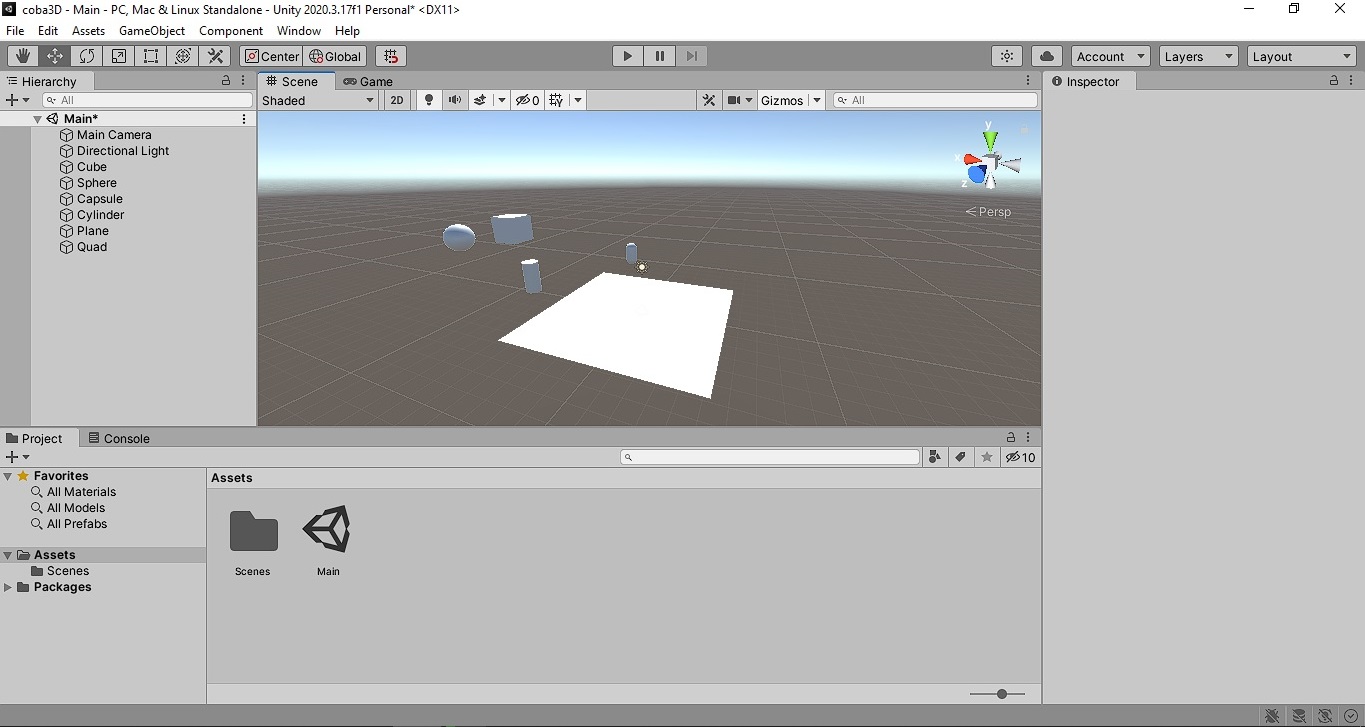 coba3D - Main - PC, Mac & Linux Standalone - Unity 2020.3.17f1 Personal* <DX11>
File Edit Assets GameObject Component Window Help
Center Global Account Layers Layout
Hierarchy
All
Main*
Main Camera
Directional Light
Cube
Sphere
Capsule
Cylinder
Plane
Quad
Scene Game
Shaded 2D 0 Gizmos All
y
x
z
Persp
Inspector
Project Console
10
Favorites
All Materials
All Models
All Prefabs
Assets
Scenes
Packages
Assets
Scenes Main